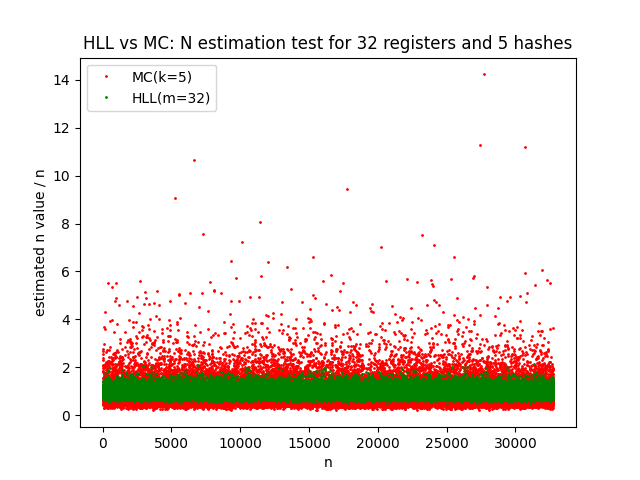 HLL vs MC: N estimation test for 32 registers and 5 hashes
MC(k=5)
HLL(m=32)
estimated n value / n
14
12
10
8
6
4
2
0
0 5000 10000 15000 20000 25000 30000
n